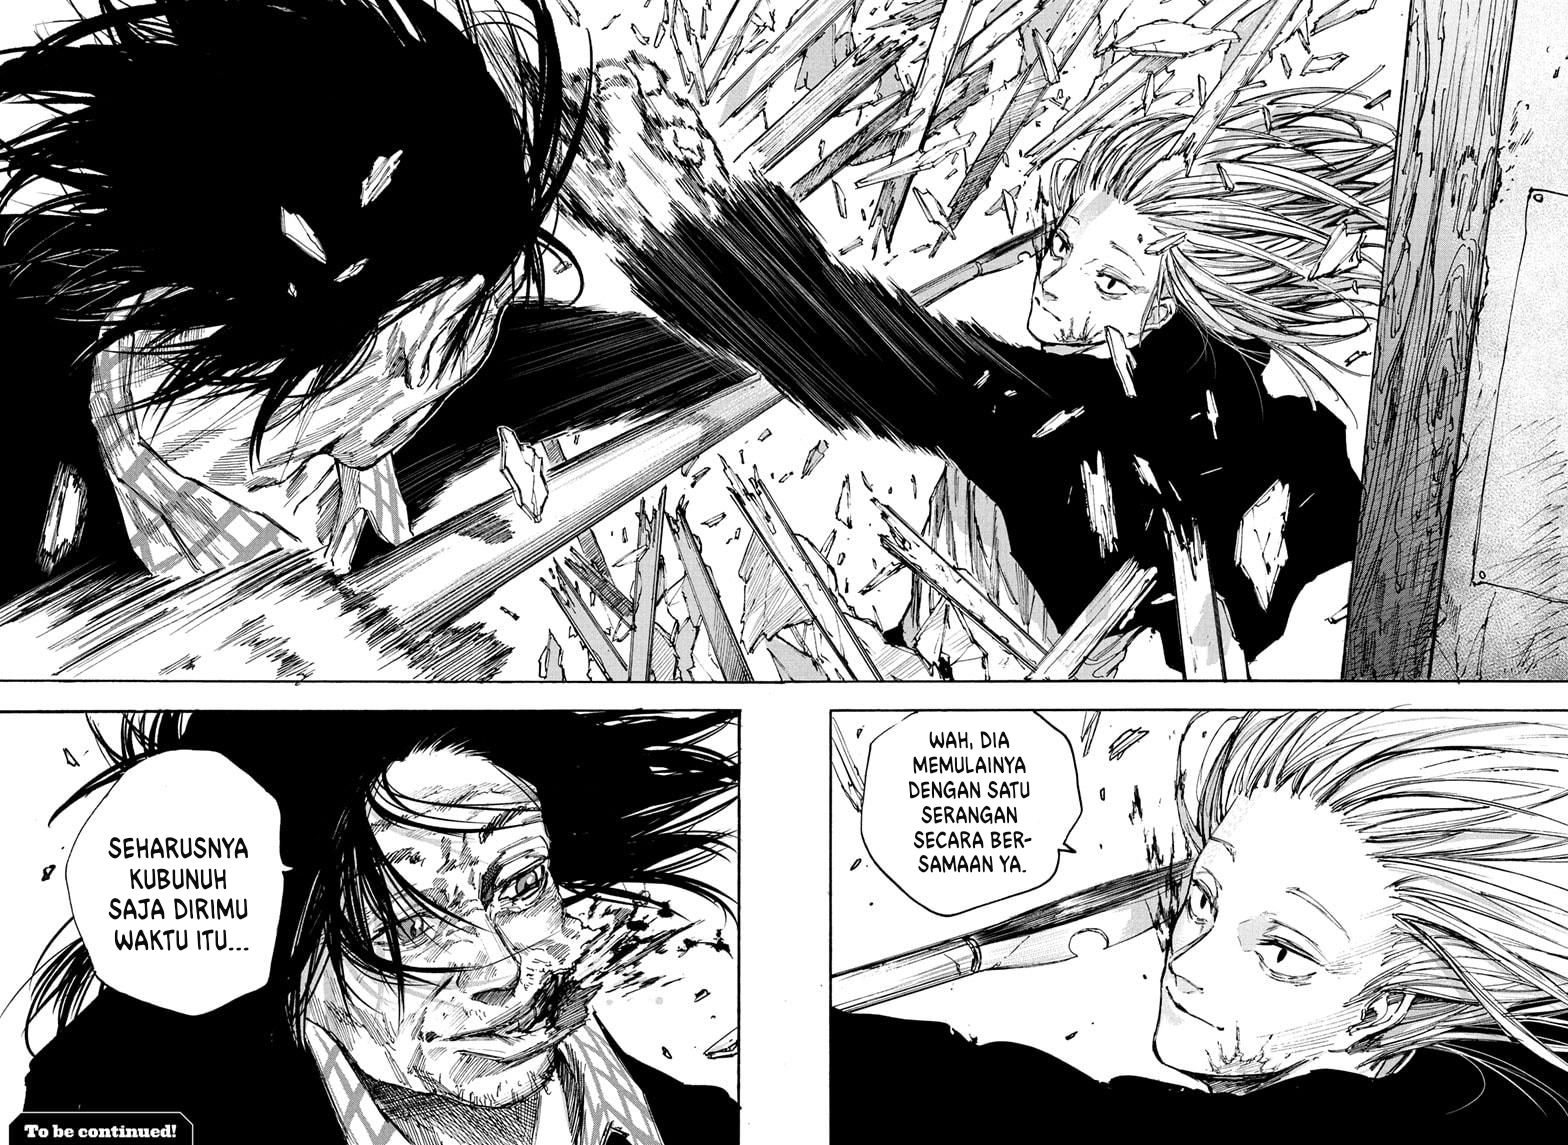 WAH, DIA
MEMULAINYA
DENGAN SATU
SERANGAN
SECARA BER-
SAMAAN YA.
SEHARUSNYA
KUBUNUH
SAJA DIRIMU
WAKTU ITU...
To be continued!